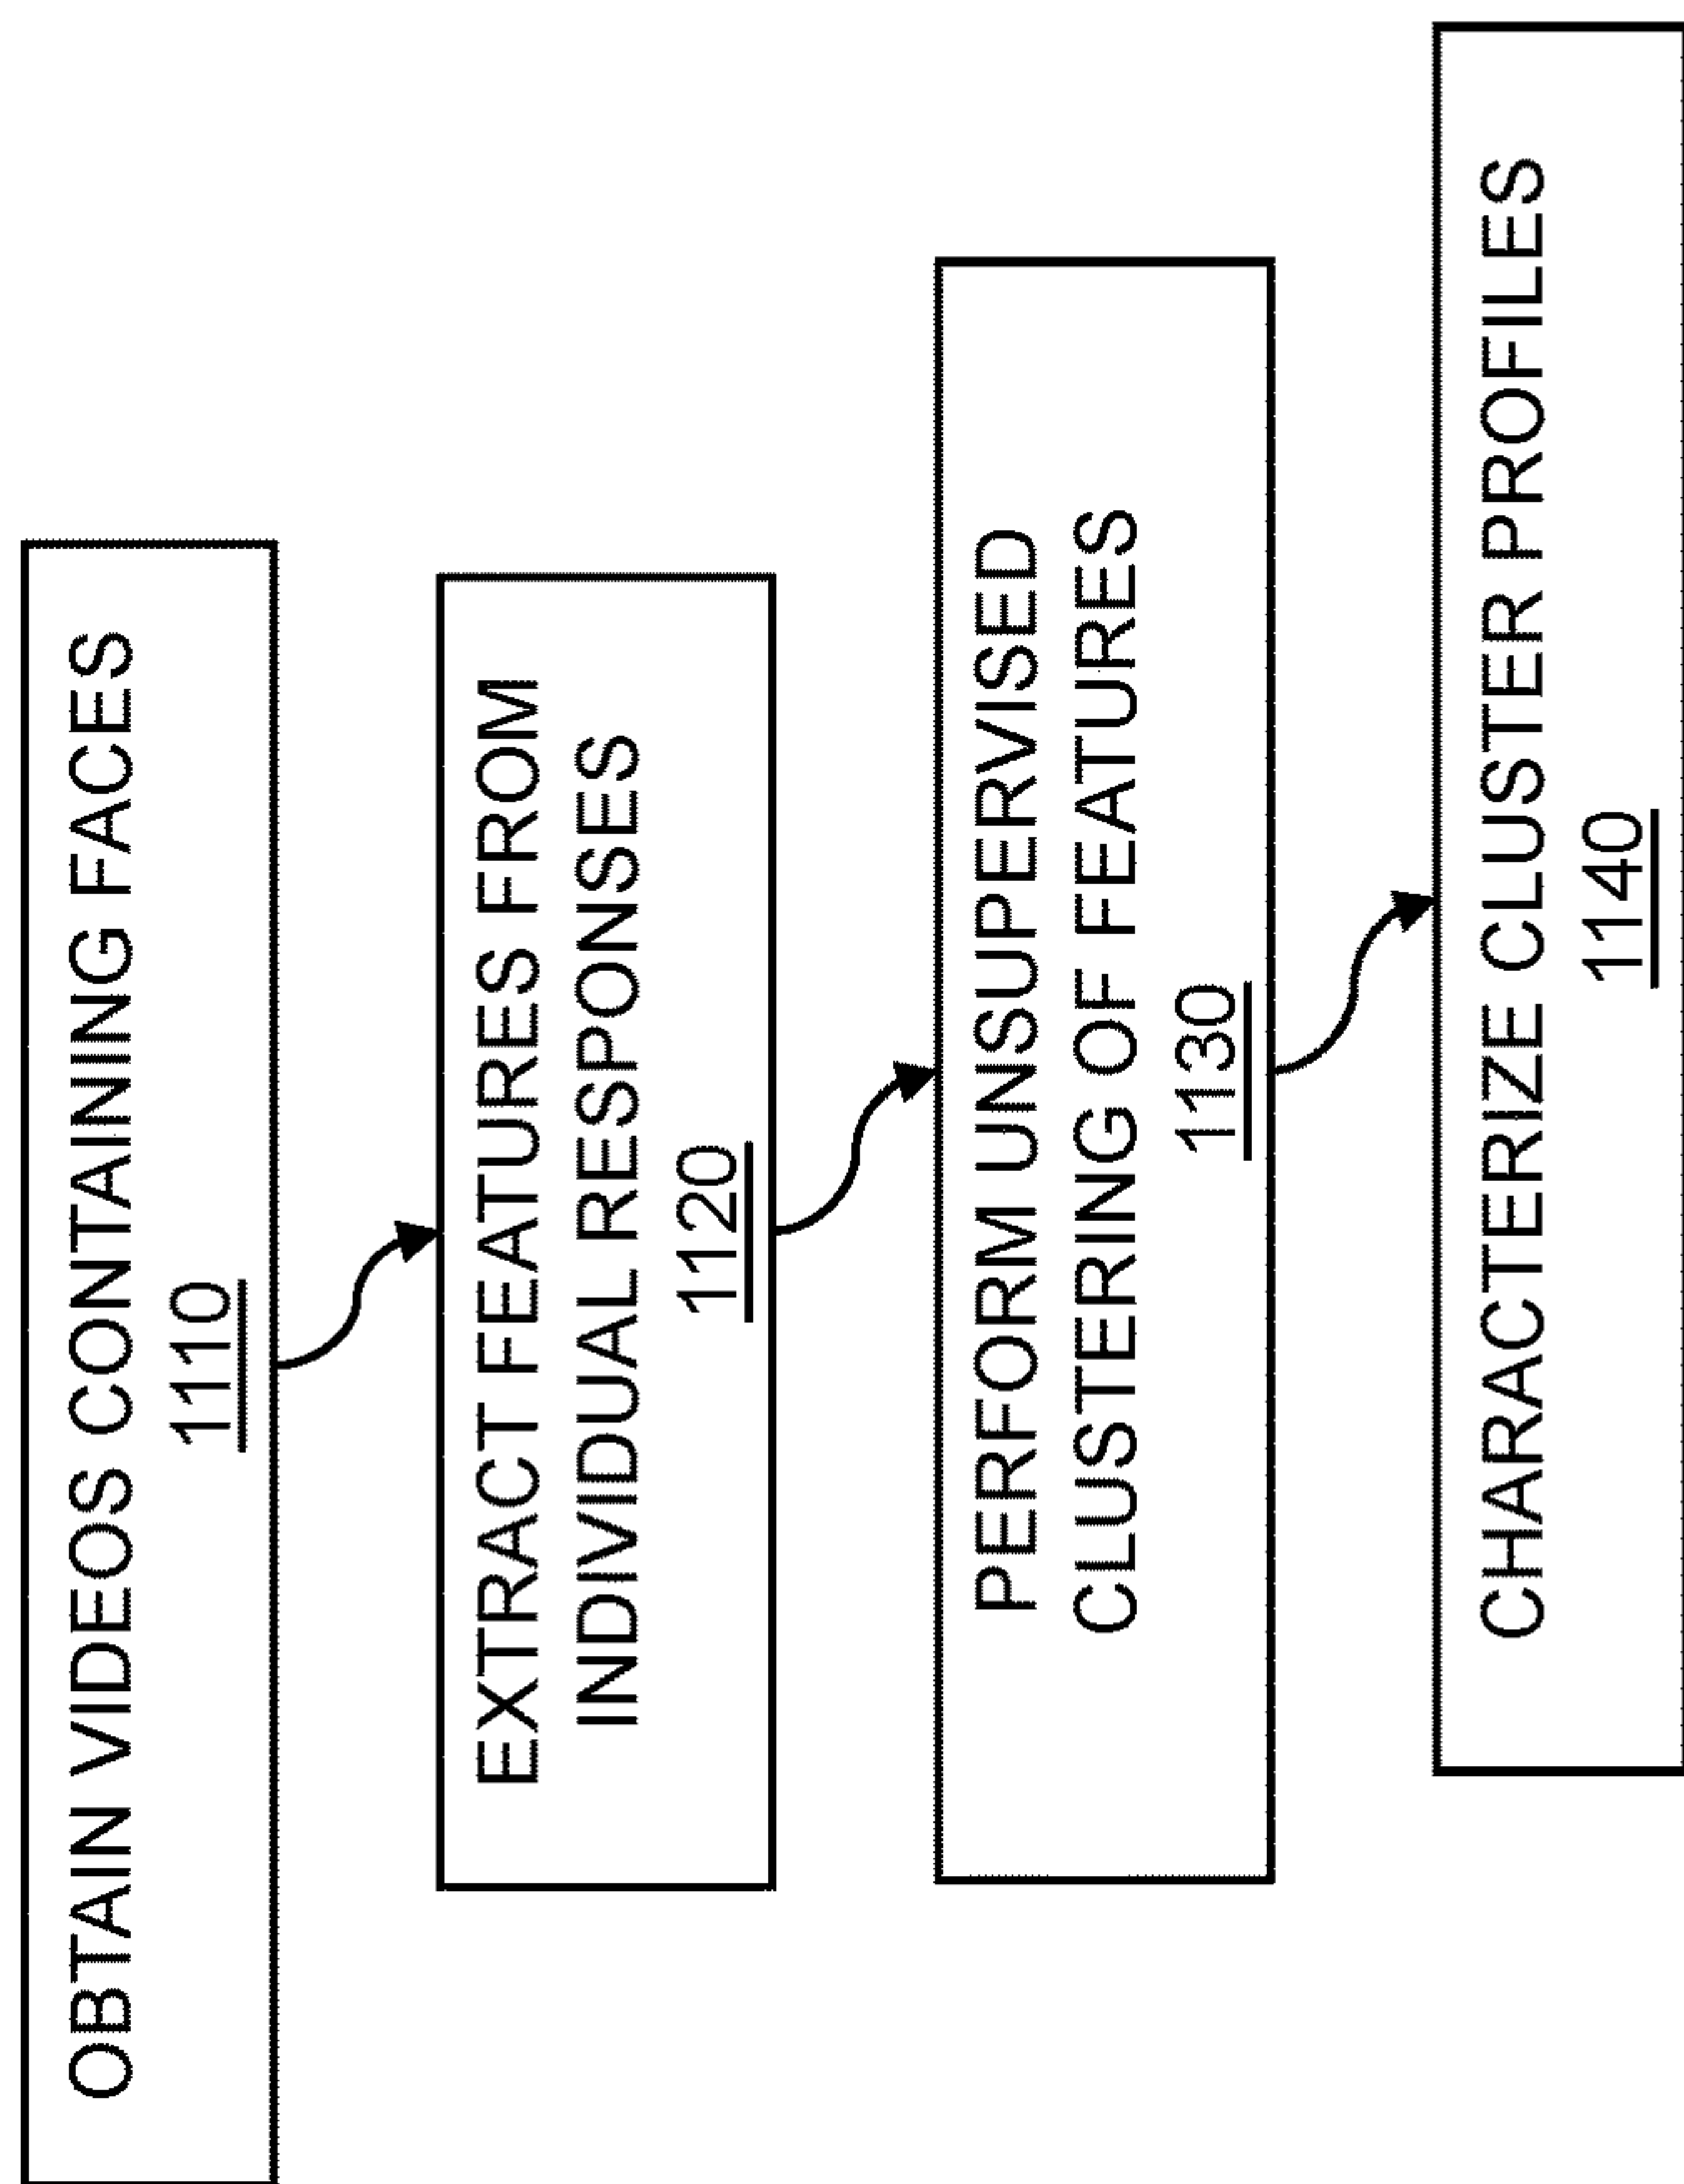 OBTAIN VIDEOS CONTAINING FACES
1110
EXTRACT FEATURES FROM
INDIVIDUAL RESPONSES
1120
PERFORM UNSUPERVISED
CLUSTERING OF FEATURES
1130
CHARACTERIZE CLUSTER PROFILES
1140